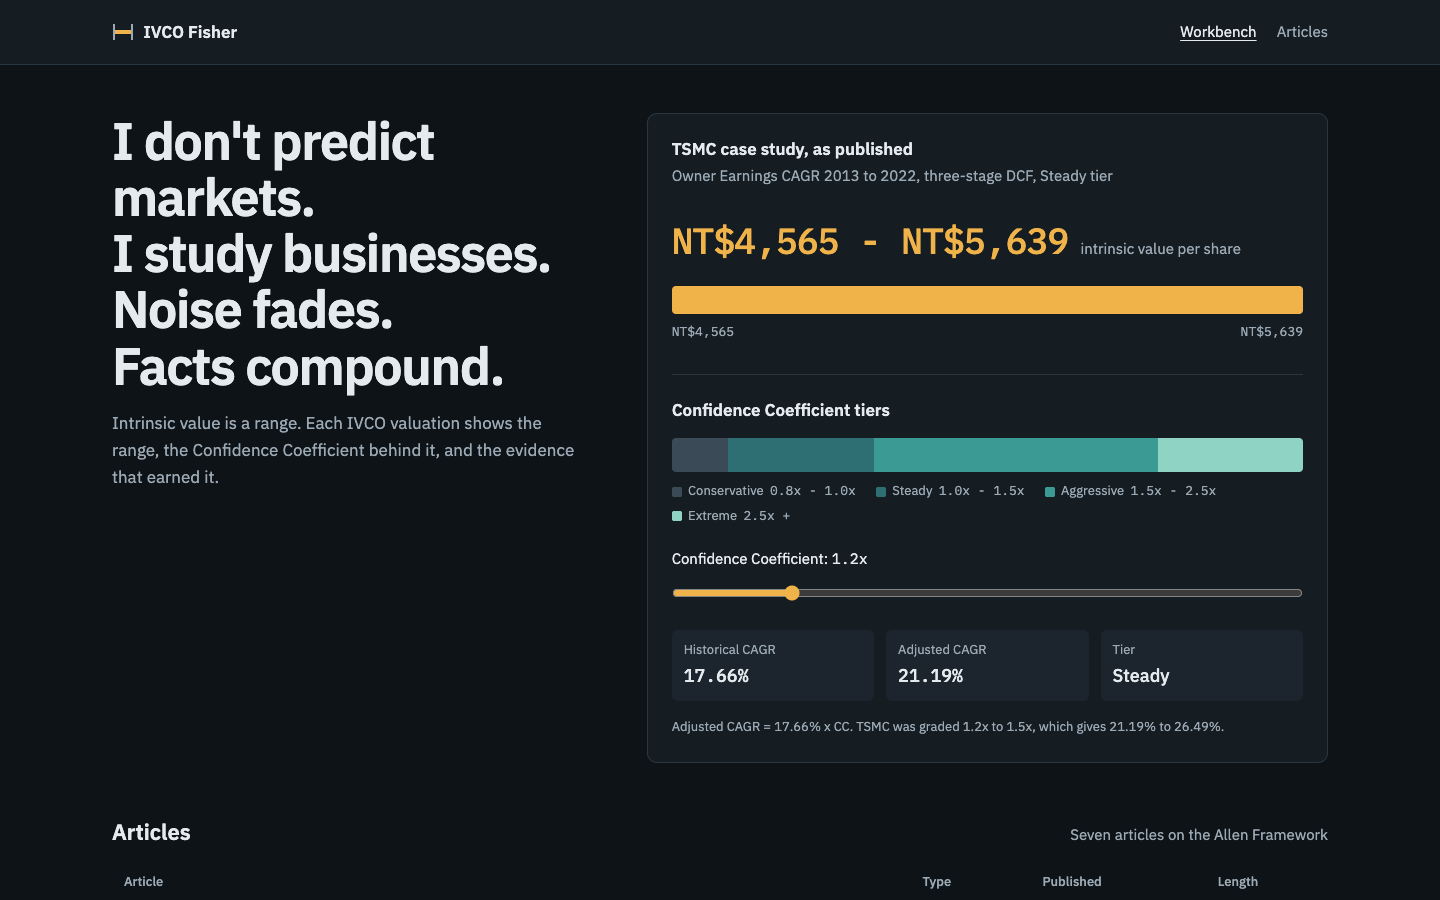 IVCO Fisher
Workbench
Articles
I don't predict
markets.
I study businesses.
Noise fades.
Facts compound.
Intrinsic value is a range. Each IVCO valuation shows the
range, the Confidence Coefficient behind it, and the evidence
that earned it.
TSMC case study, as published
Owner Earnings CAGR 2013 to 2022, three-stage DCF, Steady tier
NT$4,565 - NT$5,639 intrinsic value per share
NT$4,565
NT$5,639
Confidence Coefficient tiers
Conservative 0.8x - 1.0x
Steady 1.0x - 1.5x
Aggressive 1.5x - 2.5x
Extreme 2.5x +
Confidence Coefficient: 1.2x
Historical CAGR
17.66%
Adjusted CAGR
21.19%
Tier
Steady
Adjusted CAGR = 17.66% x CC. TSMC was graded 1.2x to 1.5x, which gives 21.19% to 26.49%.
Articles
Seven articles on the Allen Framework
Article
Type
Published
Length